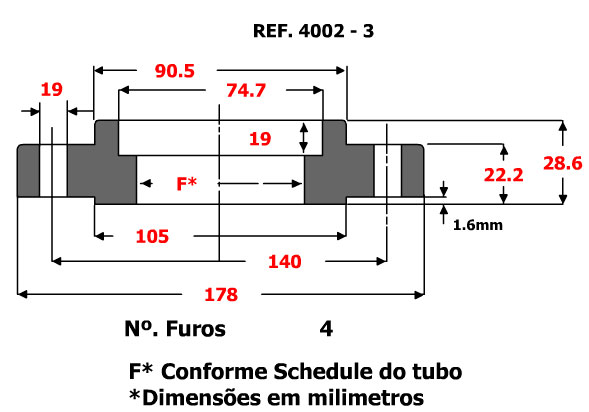 REF. 4002 - 3
90.5
19
74.7
19
28.6
F*
22.2
1.6mm
105
140
178
Nº. Furos 4
F* Conforme Schedule do tubo
*Dimensões em milimetros